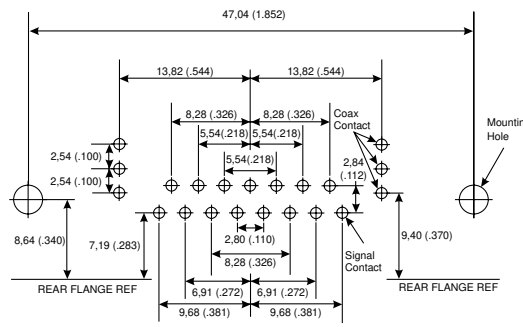 47,04 (1.852)
13,82 (.544)
13,82 (.544)
8,28 (.326)
8,28 (.326)
Coax
Contact
Mountin
Hole
5,54(.218)
5,54(.218)
2,54 (.100)
5,54(.218)
2,84
(.112)
2,54 (.100)
8,64 (.340)
7,19 (.283)
2,80 (.110)
9,40 (.370)
Signal
Contact
8,28 (.326)
REAR FLANGE REF
REAR FLANGE REF
6,91 (.272)
6,91 (.272)
9,68 (.381)
9,68 (.381)